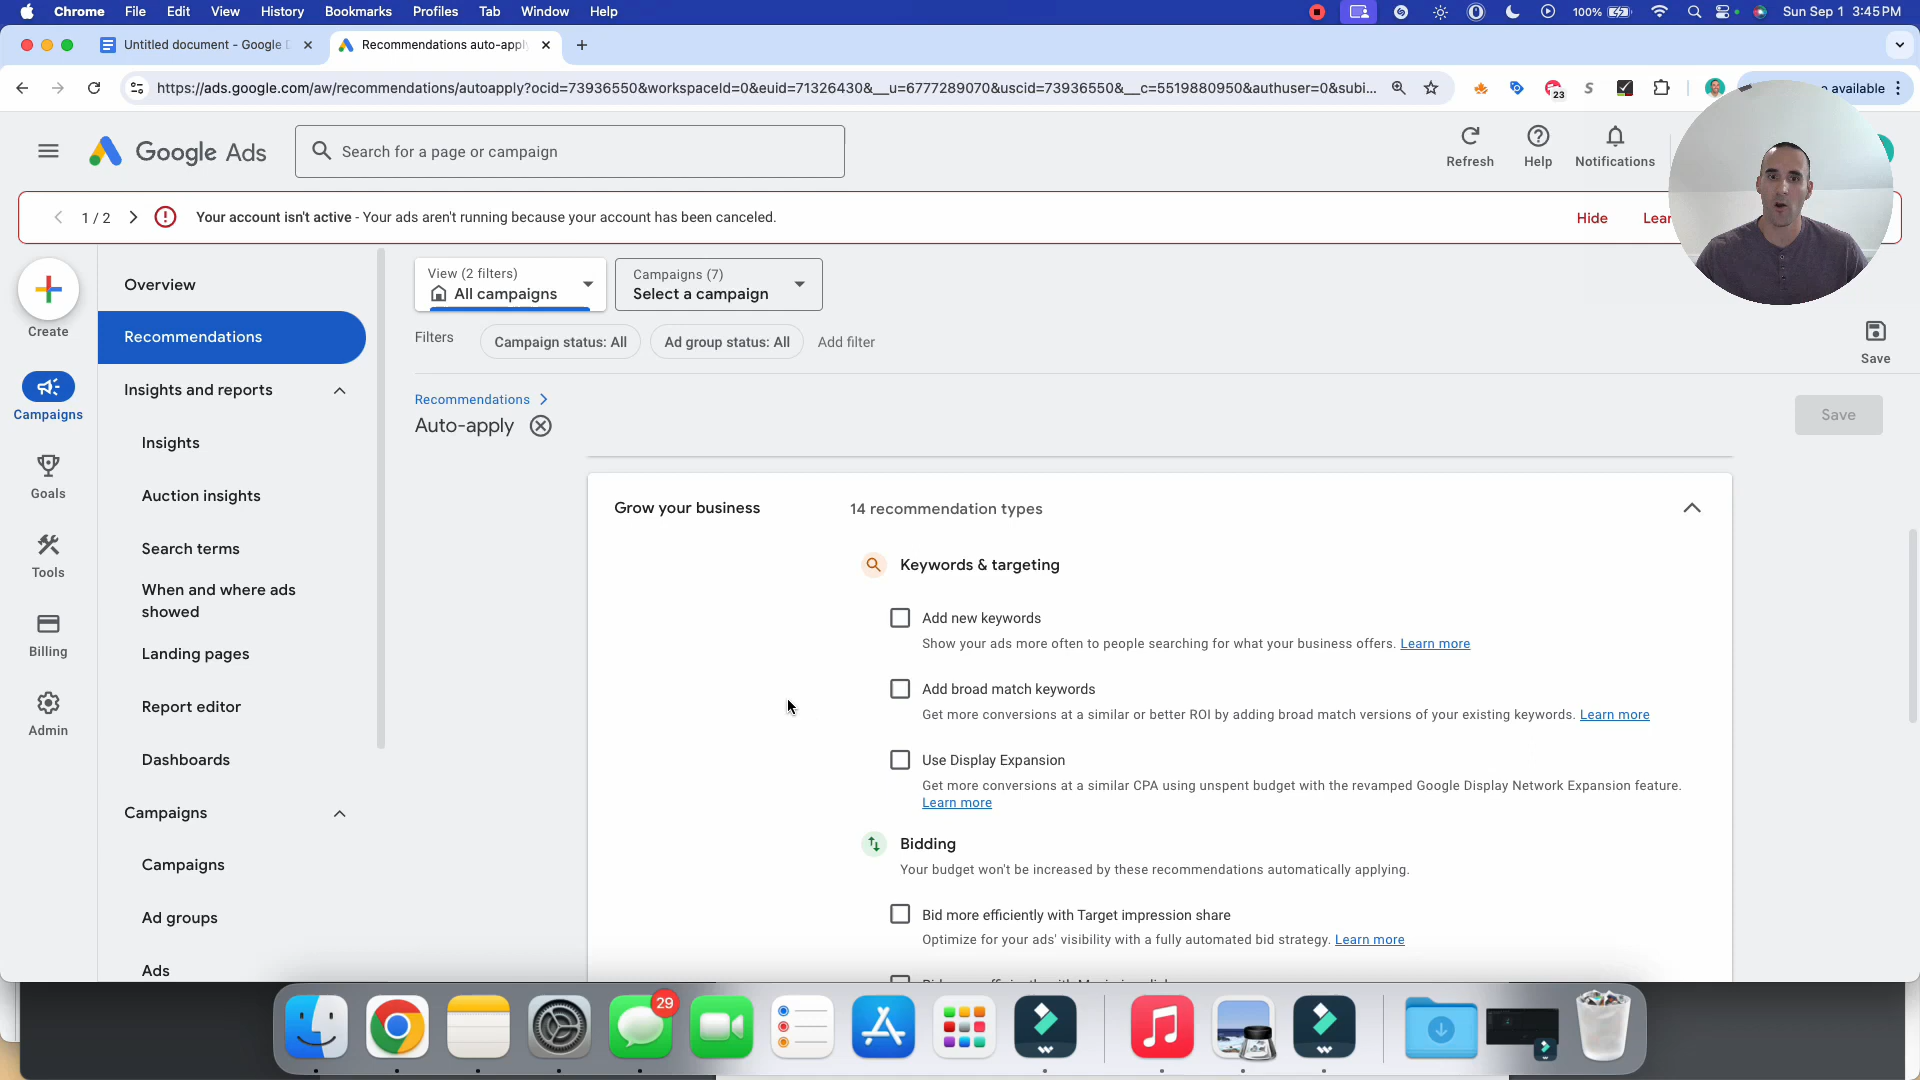 Chrome File Edit View History Bookmarks Profiles Tab Window Help 100% Sun Sep 1 3:45 PM
Untitled document - Google Recommendations auto-apply
https://ads.google.com/aw/recommendations/autoapply?ocid=73936550&workspaceId=0&euid=71326430&__u=6777289070&uscid=73936550&__c=5519880950&authuser=0&subi... 23 S available
Google Ads Search for a page or campaign Refresh Help Notifications
1 / 2 Your account isn't active - Your ads aren't running because your account has been canceled. Hide
Create
Campaigns
Goals
Tools
Billing
Admin
Overview
Recommendations
Insights and reports
Insights
Auction insights
Search terms
When and where ads
showed
Landing pages
Report editor
Dashboards
Campaigns
Campaigns
Ad groups
Ads
View (2 filters)
All campaigns
Campaigns (7)
Select a campaign
Filters Campaign status: All Ad group status: All Add filter
Save
Recommendations
Auto-apply
Save
Grow your business 14 recommendation types
Keywords & targeting
Add new keywords
Show your ads more often to people searching for what your business offers. Learn more
Add broad match keywords
Get more conversions at a similar or better ROI by adding broad match versions of your existing keywords. Learn more
Use Display Expansion
Get more conversions at a similar CPA using unspent budget with the revamped Google Display Network Expansion feature.
Learn more
Bidding
Your budget won't be increased by these recommendations automatically applying.
Bid more efficiently with Target impression share
Optimize for your ads' visibility with a fully automated bid strategy. Learn more
29